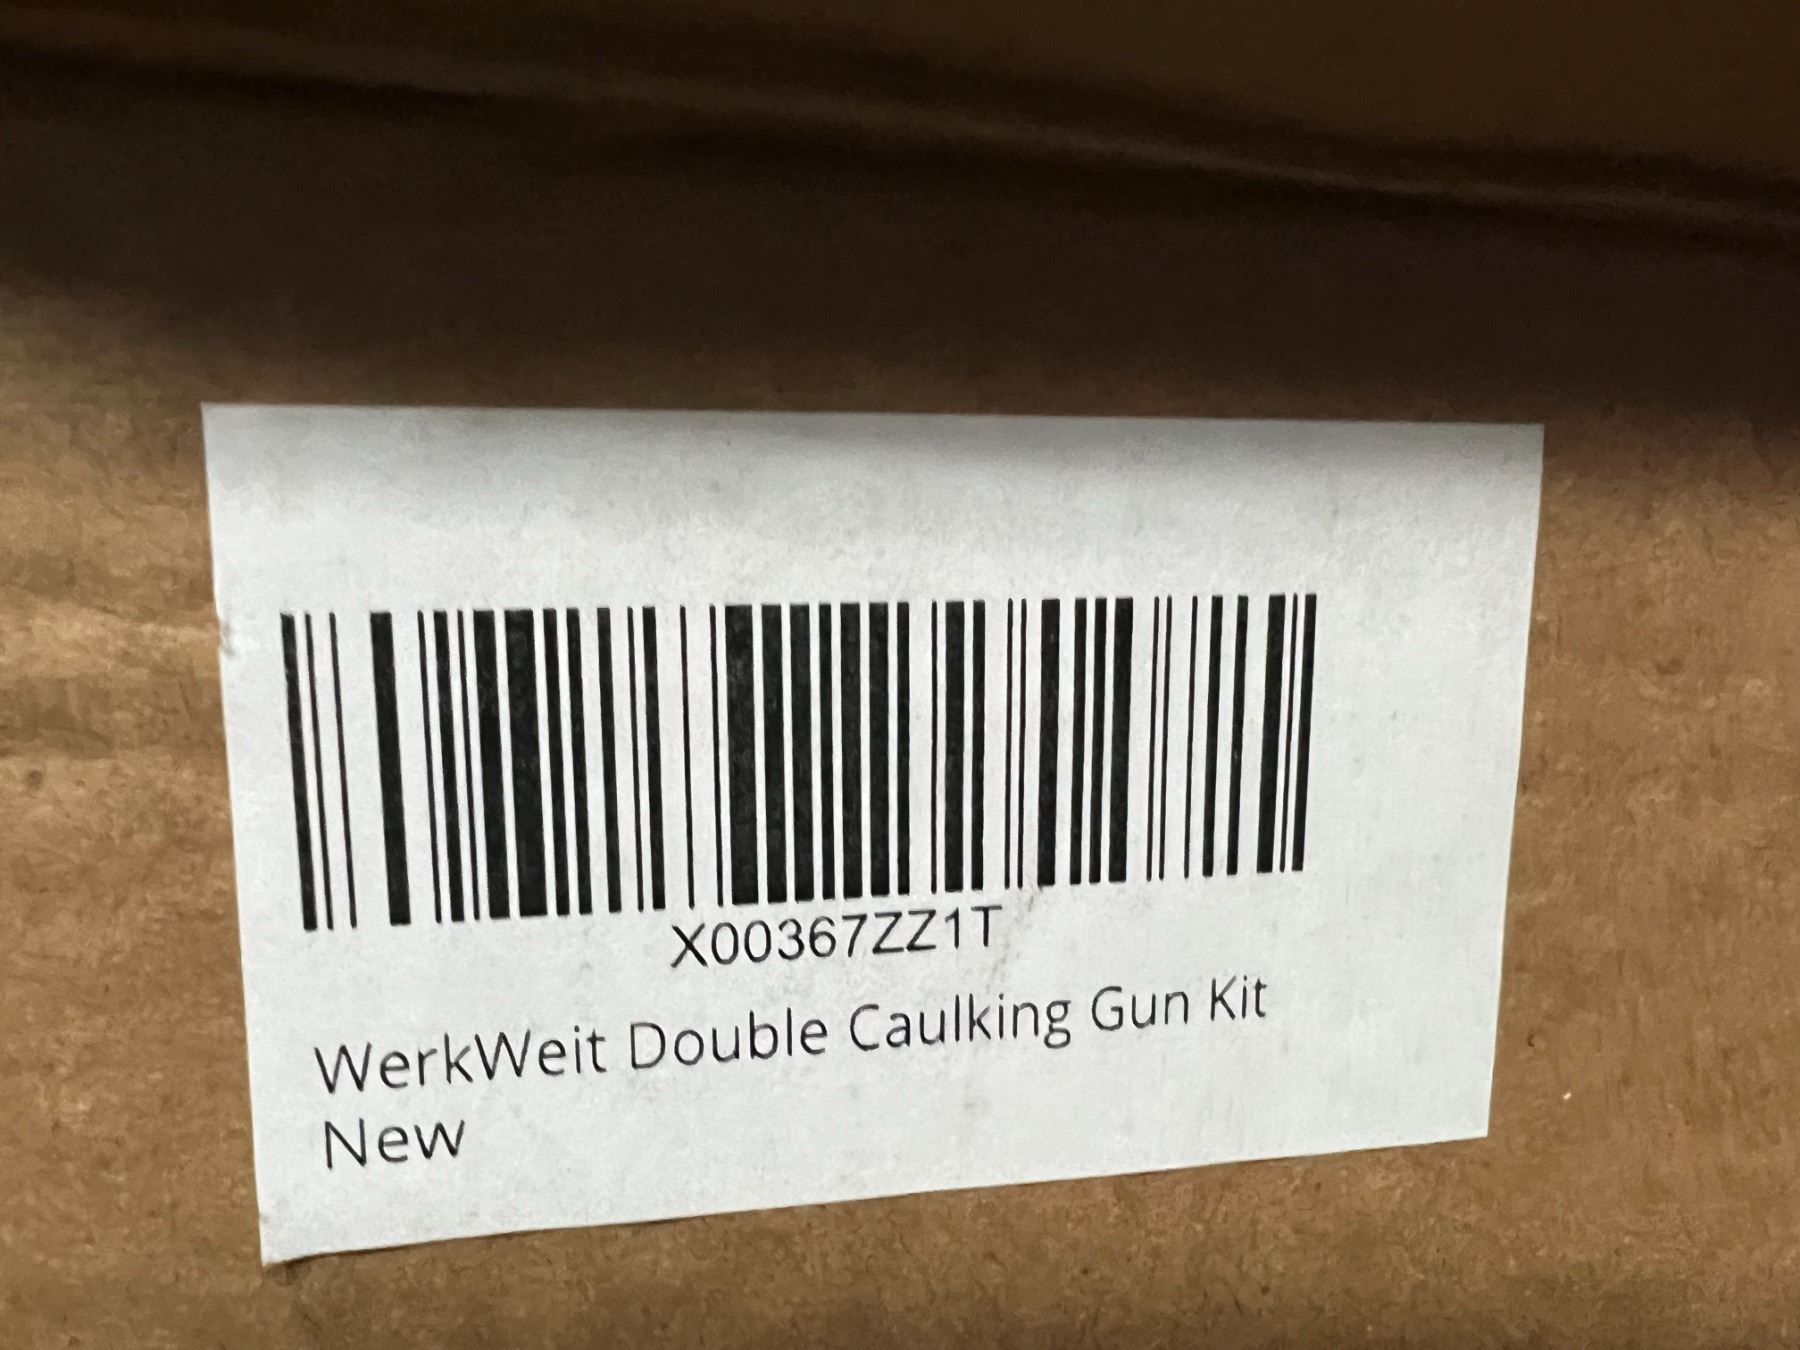 X00367ZZ1T
WerkWeit Double Caulking Gun Kit
New